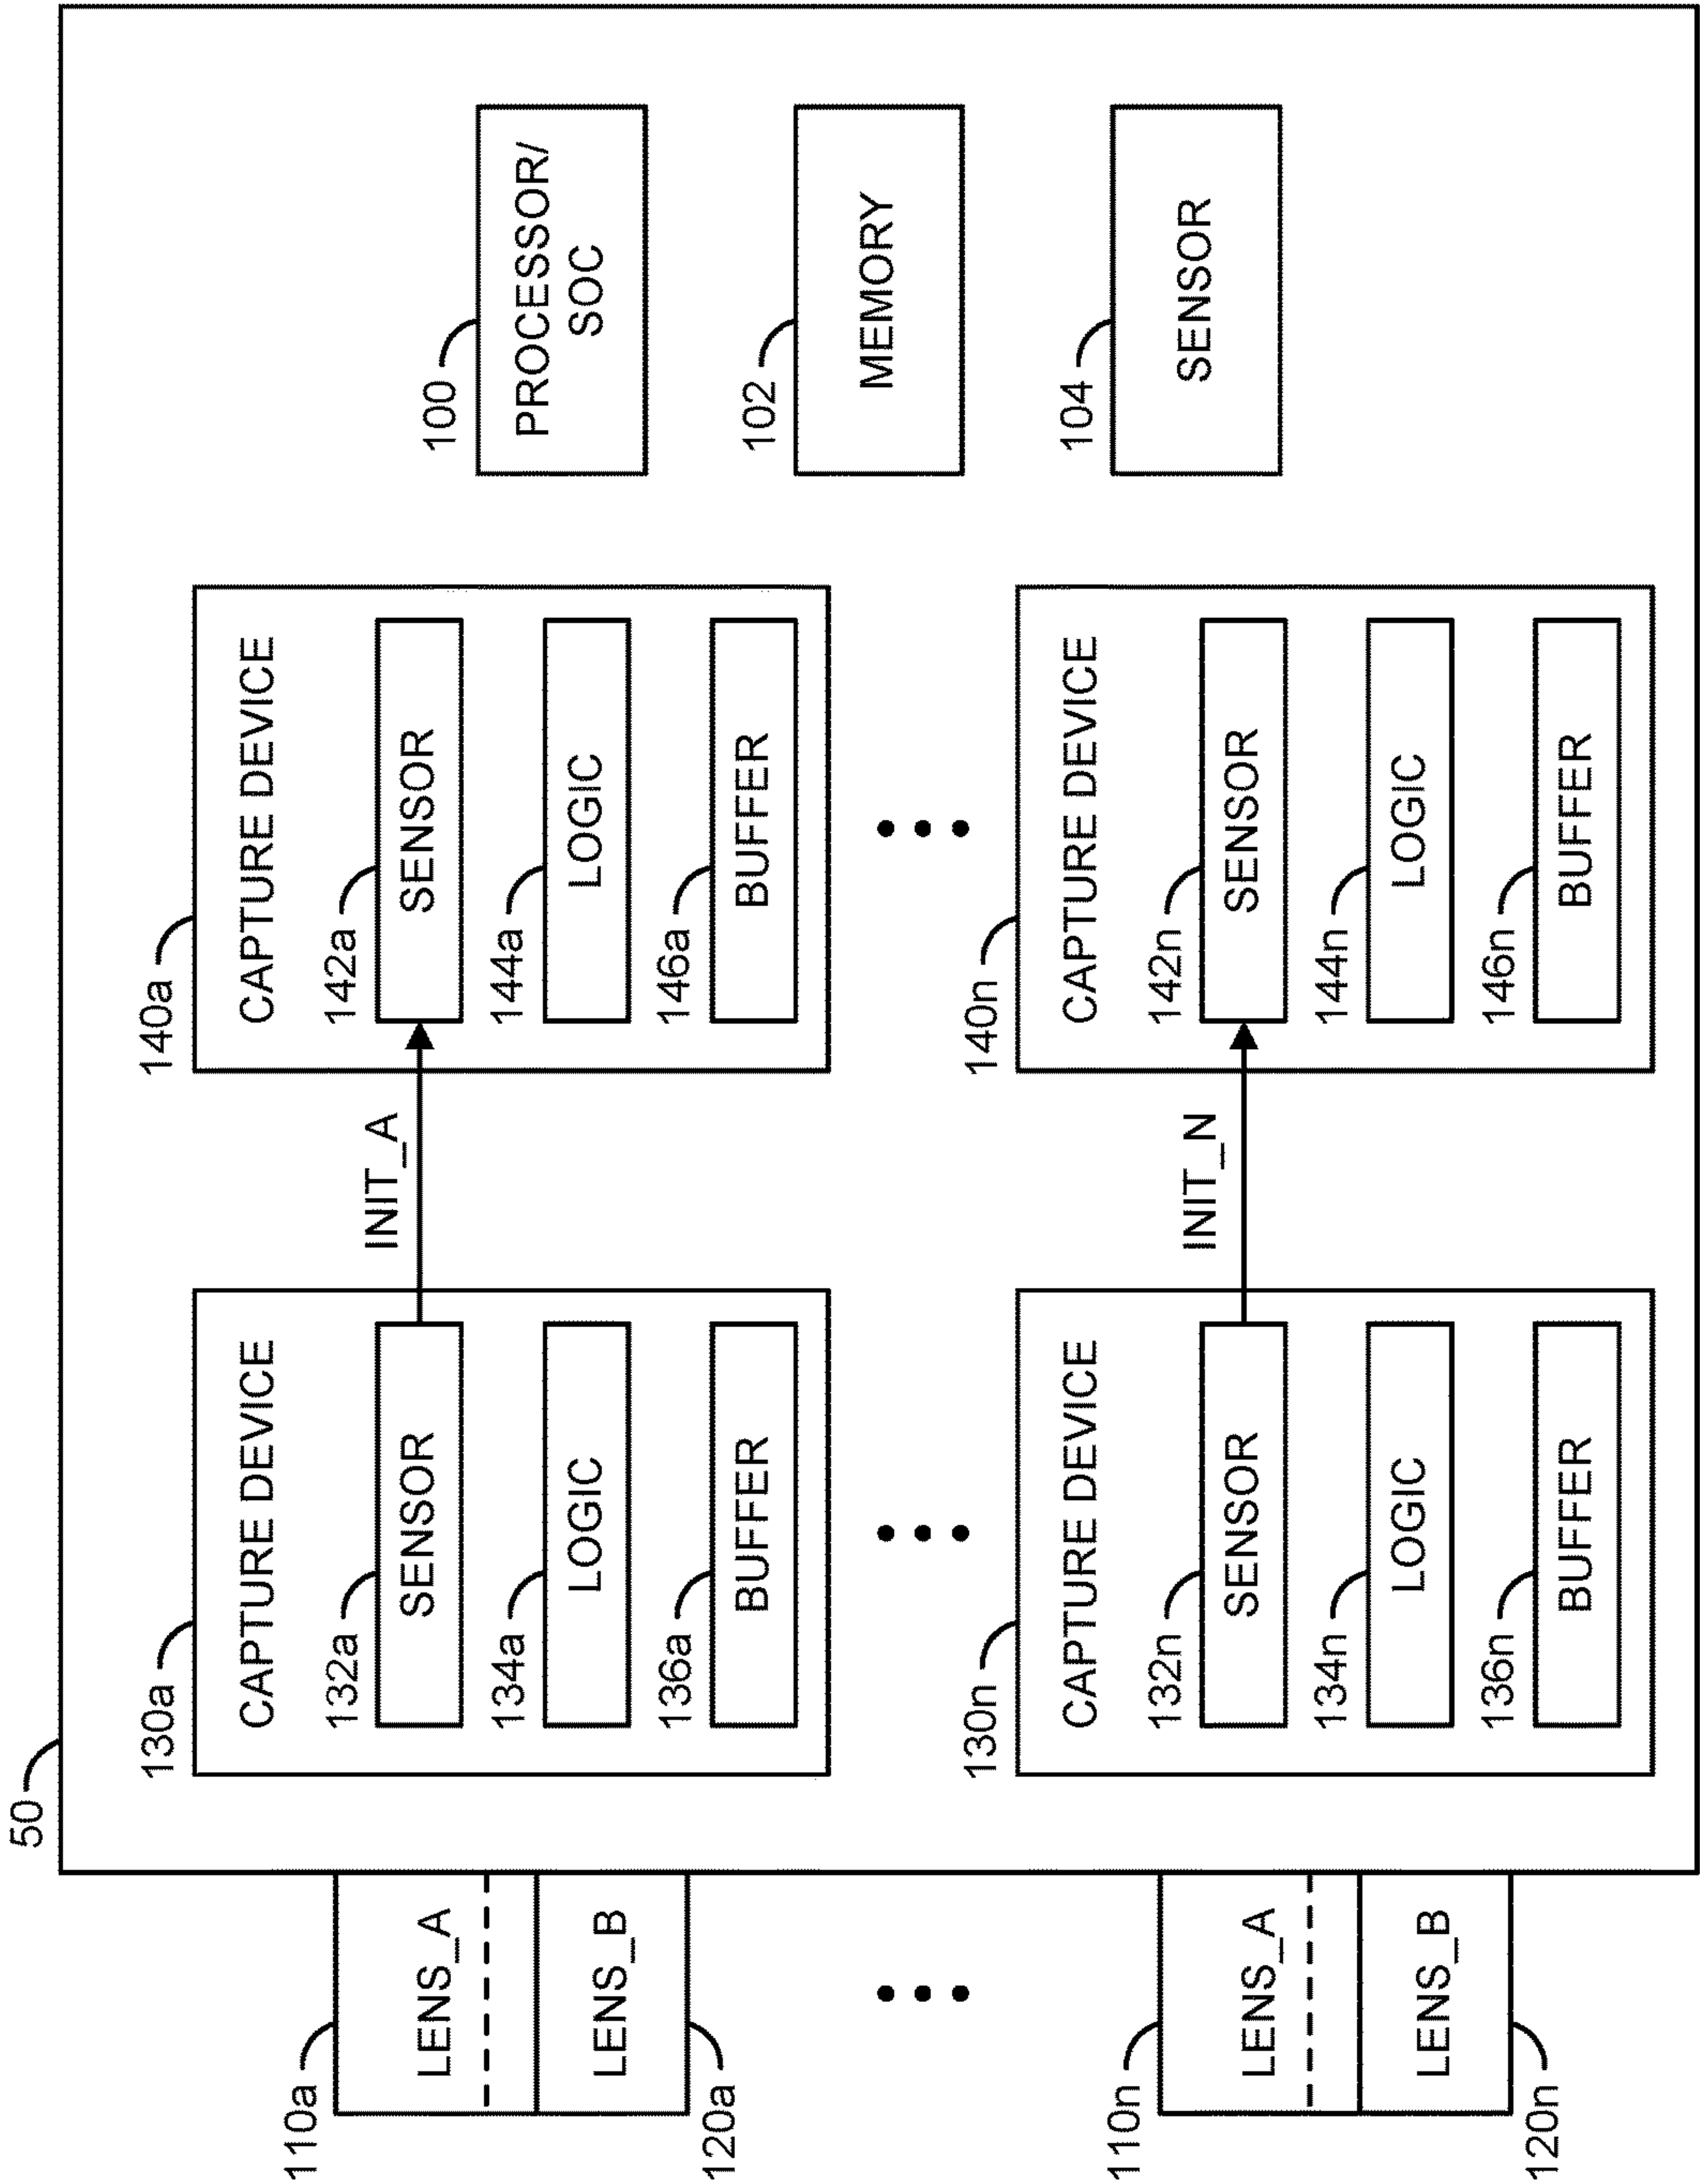 50
110a
LENS_A
LENS_B
120a
130a
CAPTURE DEVICE
132a
SENSOR
134a
LOGIC
136a
BUFFER
INIT_A
140a
CAPTURE DEVICE
142a
SENSOR
144a
LOGIC
146a
BUFFER
100
PROCESSOR/
SOC
102
MEMORY
104
SENSOR
110n
LENS_A
LENS_B
120n
130n
CAPTURE DEVICE
132n
SENSOR
134n
LOGIC
136n
BUFFER
INIT_N
140n
CAPTURE DEVICE
142n
SENSOR
144n
LOGIC
146n
BUFFER